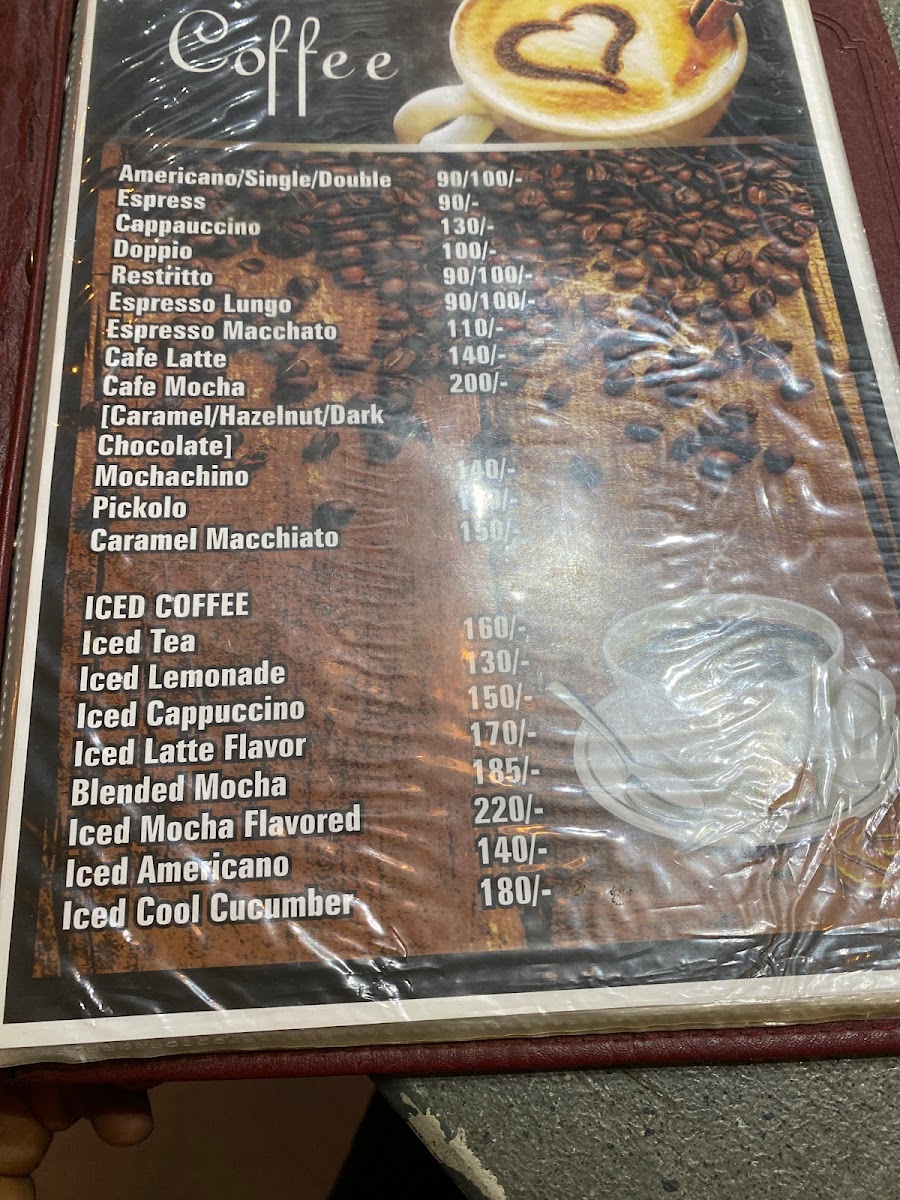 Coffee
Americano/Single/Double 90/100/-
Espress 90/-
Cappauccino 130/-
Doppio 100/-
Restritto 90/100/-
Espresso Lungo 90/100/-
Espresso Macchato 110/-
Cafe Latte 140/-
Cafe Mocha 200/-
[Caramel/Hazelnut/Dark
Chocolate]
Mochachino 140/-
Pickolo
Caramel Macchiato 150/-
ICED COFFEE
Iced Tea 160/-
Iced Lemonade 130/-
Iced Cappuccino 150/-
Iced Latte Flavor 170/-
Blended Mocha 185/-
Iced Mocha Flavored 220/-
Iced Americano 140/-
Iced Cool Cucumber 180/-